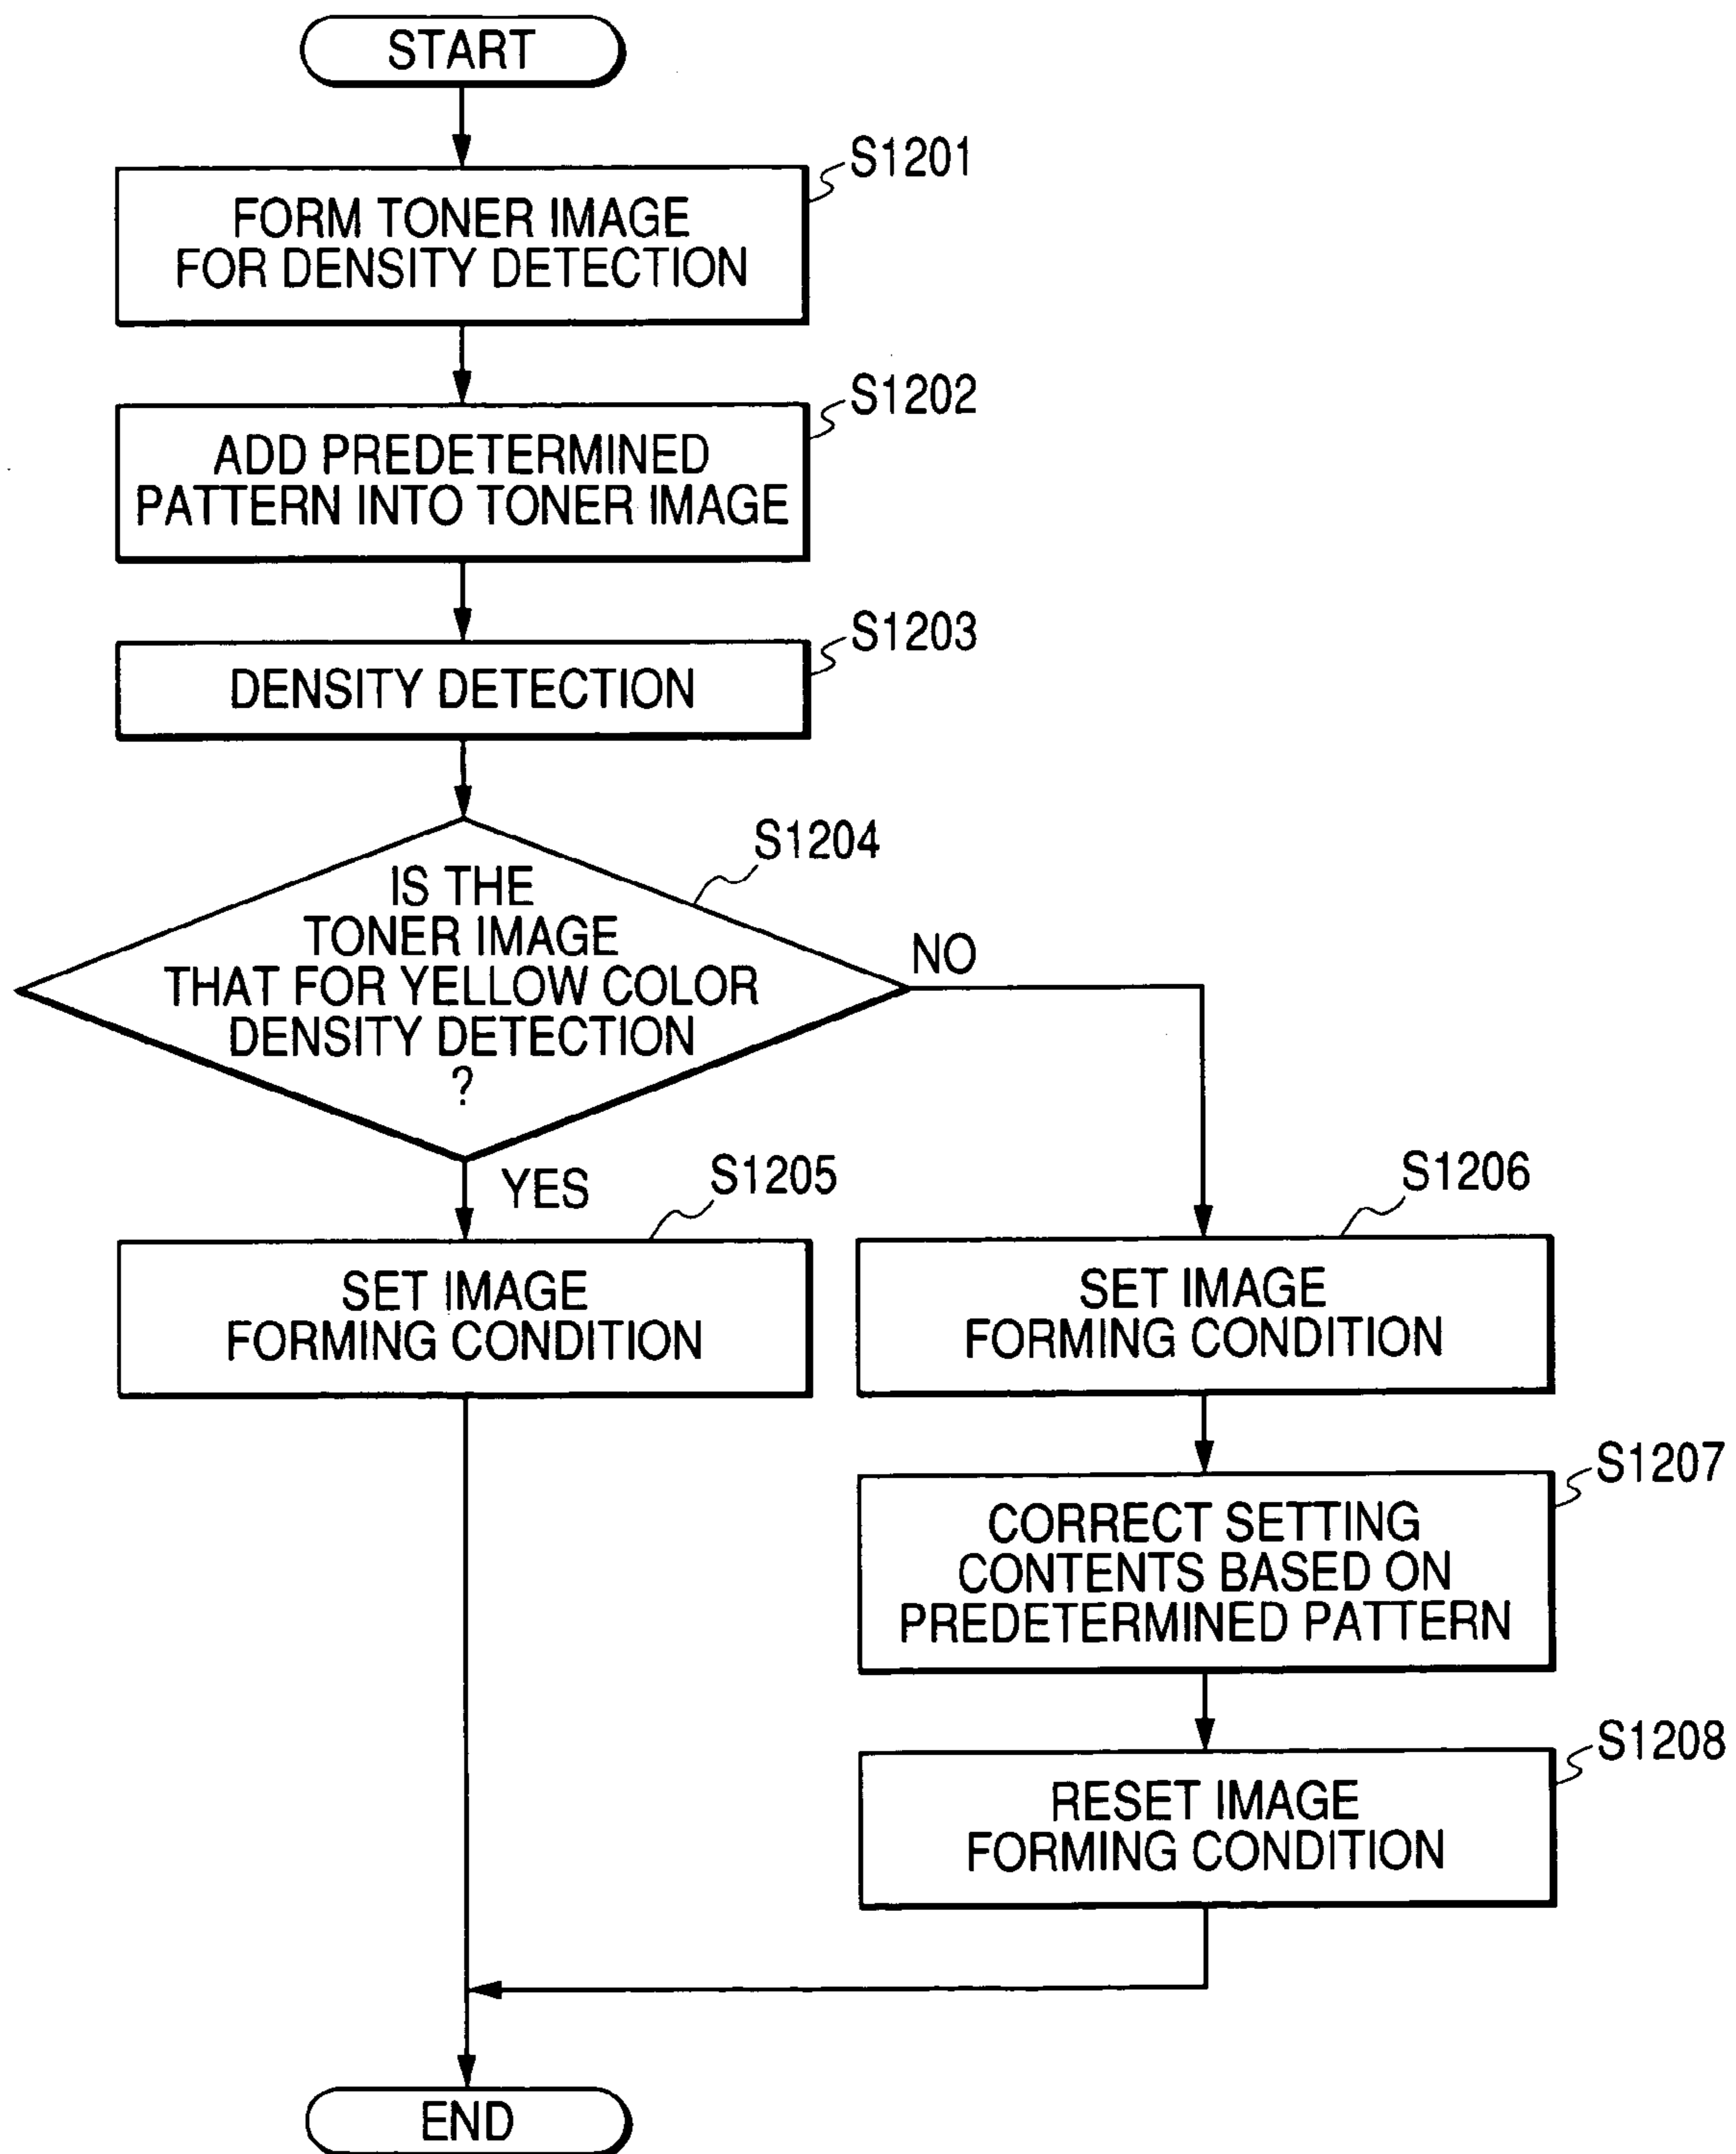 START
S1201
FORM TONER IMAGE
FOR DENSITY DETECTION
S1202
ADD PREDETERMINED
PATTERN INTO TONER IMAGE
S1203
DENSITY DETECTION
S1204
IS THE
TONER IMAGE
THAT FOR YELLOW COLOR
DENSITY DETECTION
?
NO
YES
S1205
SET IMAGE
FORMING CONDITION
S1206
SET IMAGE
FORMING CONDITION
S1207
CORRECT SETTING
CONTENTS BASED ON
PREDETERMINED PATTERN
S1208
RESET IMAGE
FORMING CONDITION
END